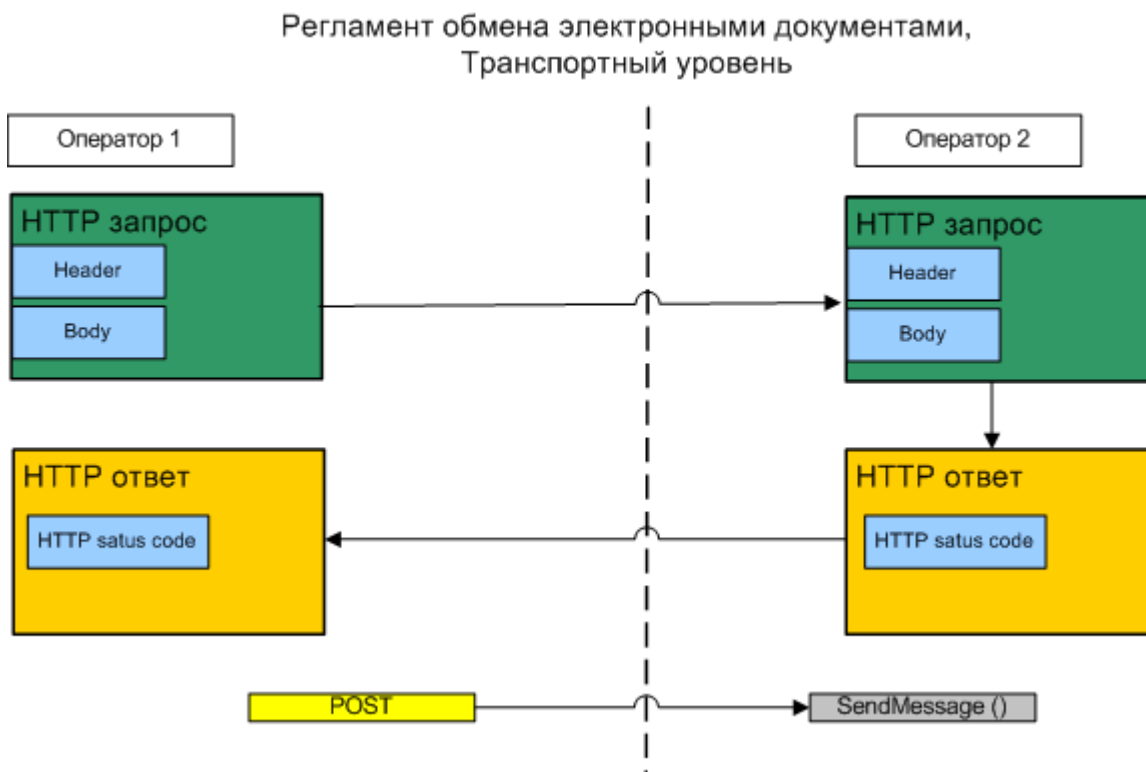 Регламент обмена электронными документами,
Транспортный уровень
Оператор 1
Оператор 2
HTTP запрос
Header
Body
HTTP запрос
Header
Body
HTTP ответ
HTTP satus code
HTTP ответ
HTTP satus code
POST
SendMessage ()